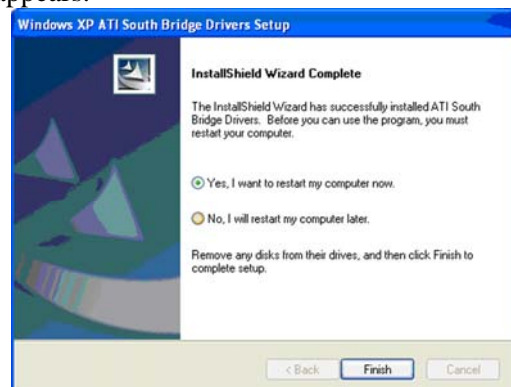 appears.
Windows XP ATI South Bridge Drivers Setup
InstallShield Wizard Complete
The InstallShield Wizard has successfully installed ATI South
Bridge Drivers. Before you can use the program, you must
restart your computer.
Yes, I want to restart my computer now.
No, I will restart my computer later.
Remove any disks from their drives, and then click Finish to
complete setup.
< Back
Finish
Cancel